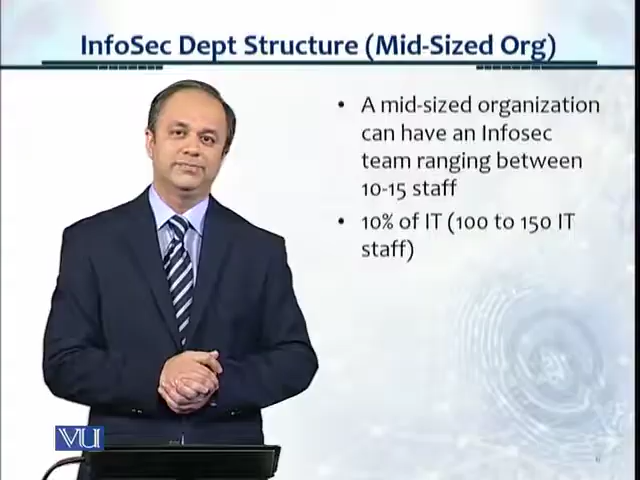 InfoSec Dept Structure (Mid-Sized Org)
• A mid-sized organization
can have an Infosec
team ranging between
10-15 staff
• 10% of IT (100 to 150 IT
staff)
VU